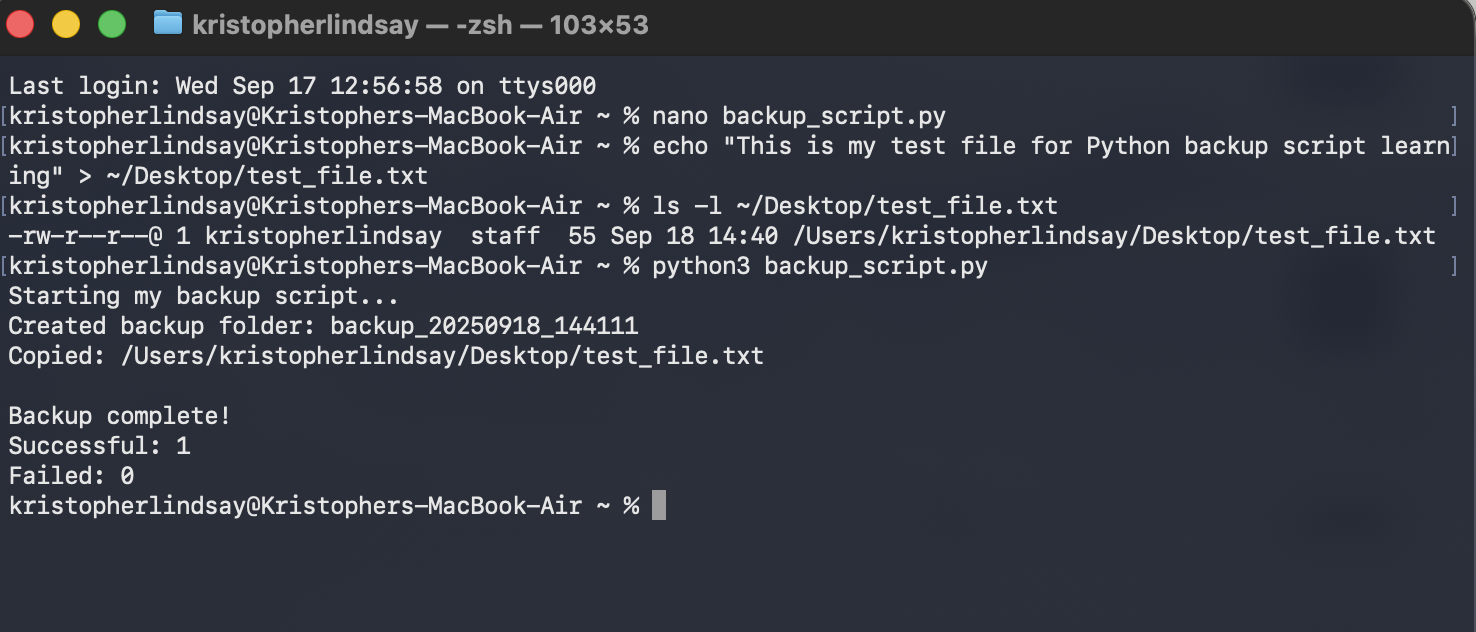 kristopherlindsay — -zsh — 103×53
Last login: Wed Sep 17 12:56:58 on ttys000
[kristopherlindsay@Kristophers-MacBook-Air ~ % nano backup_script.py ]
[kristopherlindsay@Kristophers-MacBook-Air ~ % echo "This is my test file for Python backup script learn]
ing" > ~/Desktop/test_file.txt
[kristopherlindsay@Kristophers-MacBook-Air ~ % ls -l ~/Desktop/test_file.txt ]
-rw-r--r--@ 1 kristopherlindsay  staff  55 Sep 18 14:40 /Users/kristopherlindsay/Desktop/test_file.txt
[kristopherlindsay@Kristophers-MacBook-Air ~ % python3 backup_script.py ]
Starting my backup script...
Created backup folder: backup_20250918_144111
Copied: /Users/kristopherlindsay/Desktop/test_file.txt
Backup complete!
Successful: 1
Failed: 0
kristopherlindsay@Kristophers-MacBook-Air ~ %